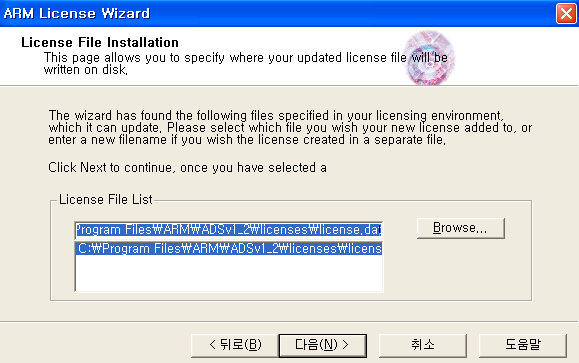 ARM License Wizard
License File Installation
This page allows you to specify where your updated license file will be
written on disk.
The wizard has found the following files specified in your licensing environment,
which it can update. Please select which file you wish your new license added to, or
enter a new filename if you wish the license created in a separate file.
Click Next to continue, once you have selected a
License File List
Program Files₩ARM₩ADSv1_2₩licenses₩license.dat
Browse...
C:₩Program Files₩ARM₩ADSv1_2₩licenses₩licens
< 뒤로(B)
다음(N) >
취소
도움말